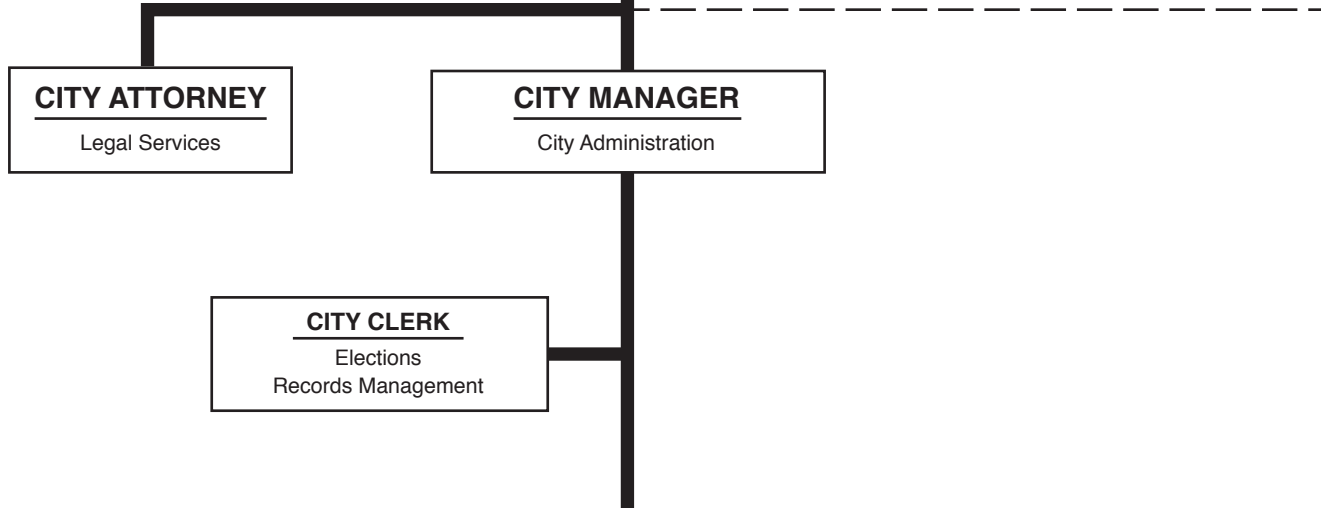 CITY ATTORNEY
Legal Services
CITY MANAGER
City Administration
CITY CLERK
Elections
Records Management